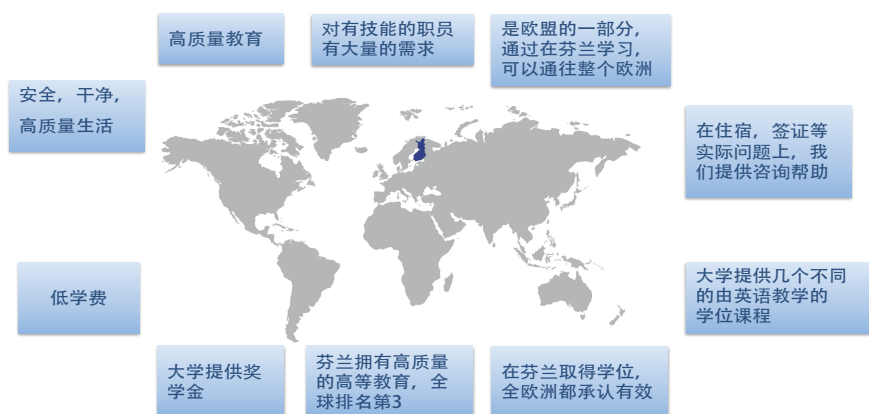 高质量教育
对有技能的职员
有大量的需求
是欧盟的一部分，
通过在芬兰学习，
可以通往整个欧洲
安全，干净，
高质量生活
在住宿，签证等
实际问题上，我
们提供咨询帮助
低学费
大学提供几个不同
的由英语教学的
学位课程
大学提供奖
学金
芬兰拥有高质量
的高等教育，全
球排名第3
在芬兰取得学位，
全欧洲都承认有效